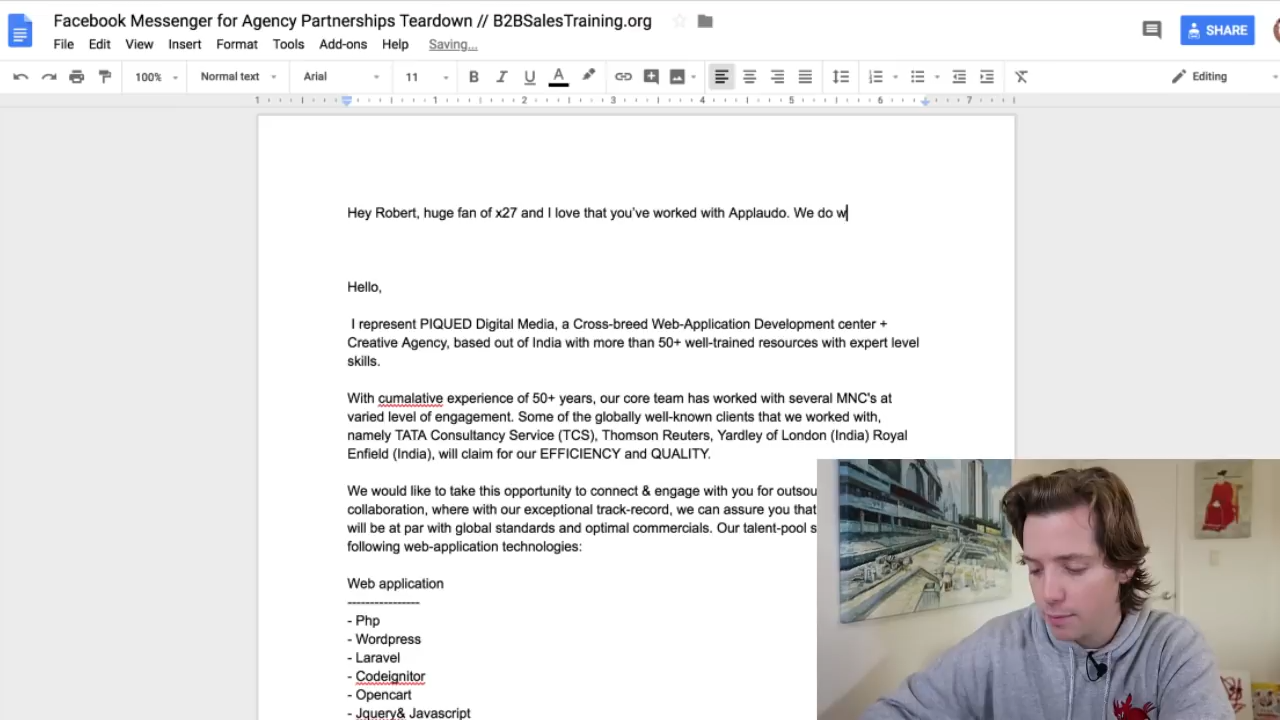 Facebook Messenger for Agency Partnerships Teardown // B2BSalesTraining.org
File Edit View Insert Format Tools Add-ons Help Saving...
SHARE
100% Normal text Arial 11 B I U A Editing
1 1 2 3 4 5 6 7
Hey Robert, huge fan of x27 and I love that you've worked with Applaudo. We do w
Hello,
I represent PIQUED Digital Media, a Cross-breed Web-Application Development center +
Creative Agency, based out of India with more than 50+ well-trained resources with expert level
skills.
With cumalative experience of 50+ years, our core team has worked with several MNC's at
varied level of engagement. Some of the globally well-known clients that we worked with,
namely TATA Consultancy Service (TCS), Thomson Reuters, Yardley of London (India) Royal
Enfield (India), will claim for our EFFICIENCY and QUALITY.
We would like to take this opportunity to connect & engage with you for outsou
collaboration, where with our exceptional track-record, we can assure you that
will be at par with global standards and optimal commercials. Our talent-pool s
following web-application technologies:
Web application
----------------
- Php
- Wordpress
- Laravel
- Codeignitor
- Opencart
- Jquery& Javascript